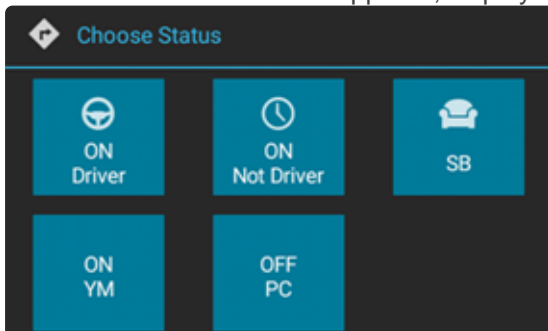 Choose Status
ON
Driver
ON
Not Driver
SB
ON
YM
OFF
PC